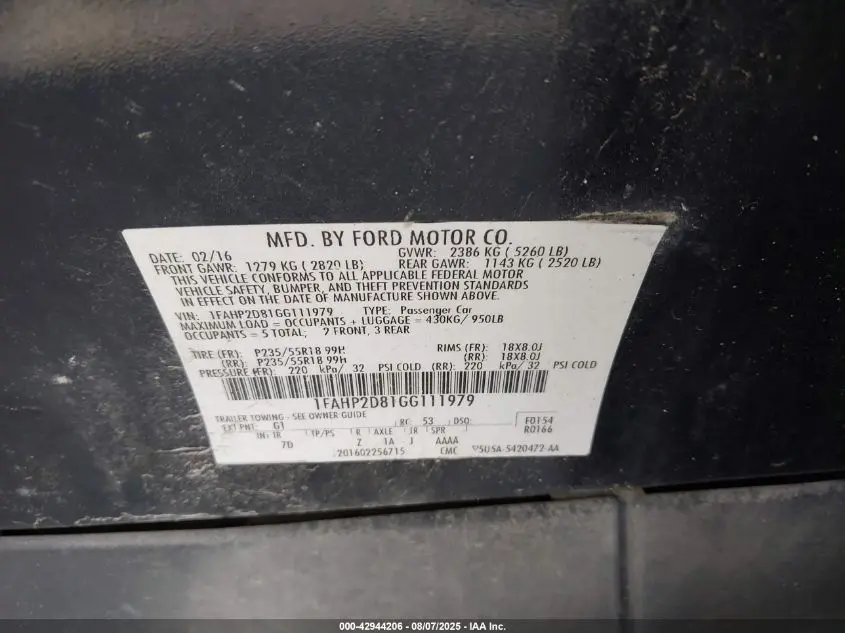 MFD. BY FORD MOTOR CO.
DATE: 02/16 GVWR: 2386 KG ( 5260 LB)
FRONT GAWR: 1279 KG ( 2820 LB) REAR GAWR: 1143 KG ( 2520 LB)
THIS VEHICLE CONFORMS TO ALL APPLICABLE FEDERAL MOTOR
VEHICLE SAFETY, BUMPER, AND THEFT PREVENTION STANDARDS
IN EFFECT ON THE DATE OF MANUFACTURE SHOWN ABOVE.
VIN: 1FAHP2D81GG111979 TYPE: Passenger Car
MAXIMUM LOAD = OCCUPANTS + LUGGAGE = 430KG/ 950LB
OCCUPANTS = 5 TOTAL; 2 FRONT, 3 REAR
TIRE (FR): P235/55R18 99H RIMS (FR): 18X8.0J
(RR): P235/55R18 99H (RR): 18X8.0J
PRESSURE (FR): 220 kPa/ 32 PSI COLD (RR): 220 kPa/ 32 PSI COLD
1FAHP2D81GG111979
TRAILER TOWING - SEE OWNER GUIDE
EXT PNT: G1 RC: 53 DSO: F0154
R0166
INT TR TP/PS R AXLE TR SPR
7D Z 1A J AAAA
201602256715 CMC 5U5A-5420472-AA
000-42944206 - 08/07/2025 - IAA Inc.